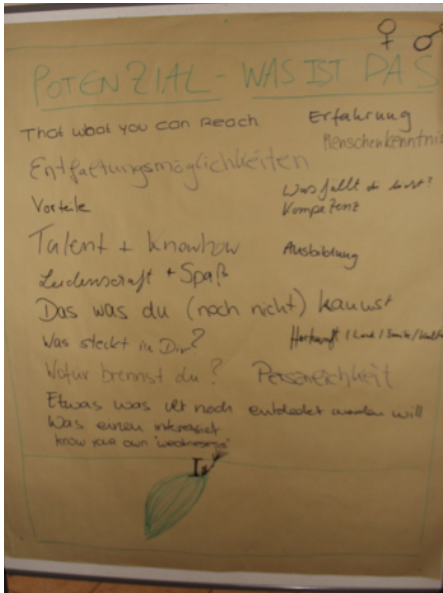 POTENZIAL - WAS IST DAS
That what you can Reach
Erfahrung
Menschenkenntnis
Entfaltungsmöglichkeiten
Was fällt dir
Vorteile
Kompetenz
Talent + Knowhow
Ausbildung
Leidenschaft + Spaß
Das was du (noch nicht) kannst
Was steckt in Dir?
Herkunft / Land /
Wofür brennst du?
Persönlichkeit
Etwas was noch entdeckt werden will
Was einen interessiert
know your own "weaknesses"